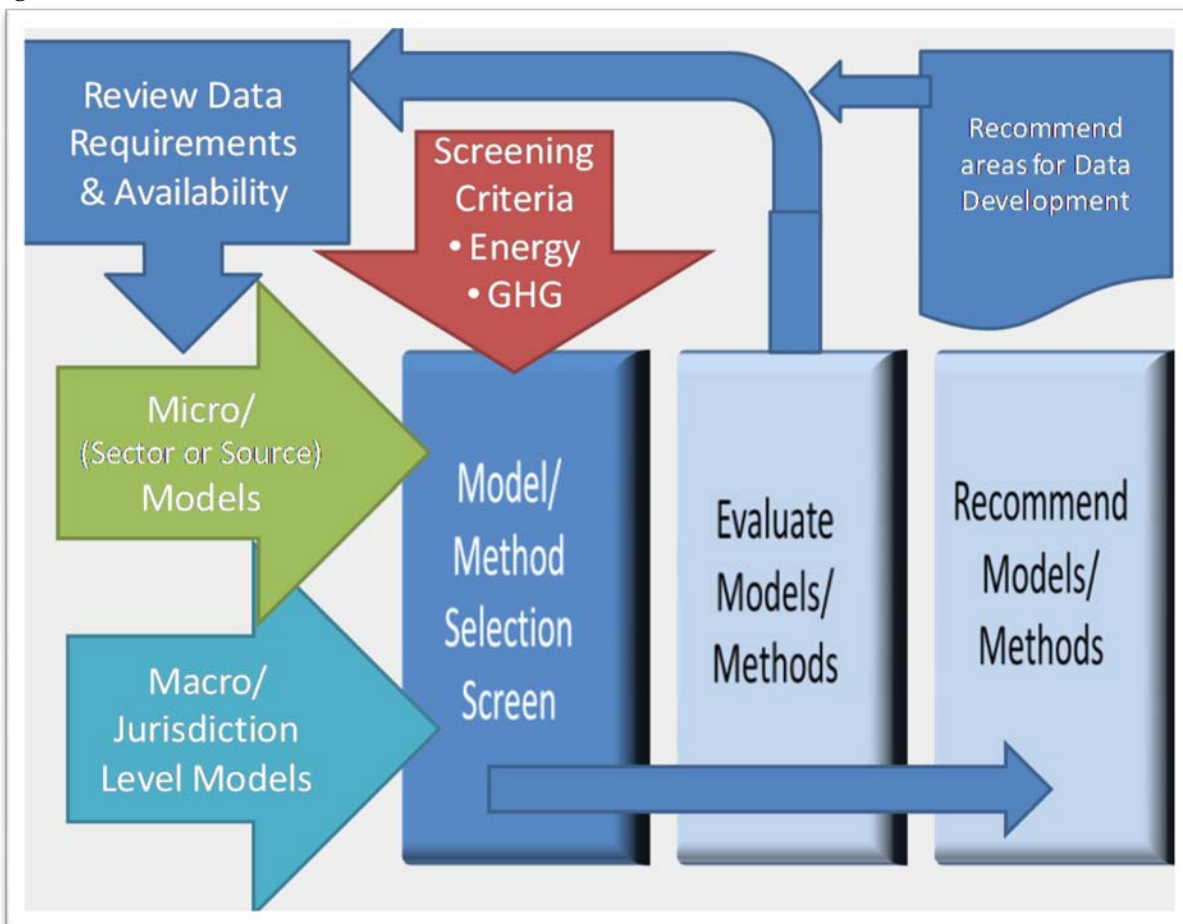 Review Data
Requirements
& Availability
Screening
Criteria
• Energy
• GHG
Recommend
areas for Data
Development
Micro/
(Sector or Source)
Models
Macro/
Jurisdiction
Level Models
Model/
Method
Selection
Screen
Evaluate
Models/
Methods
Recommend
Models/
Methods